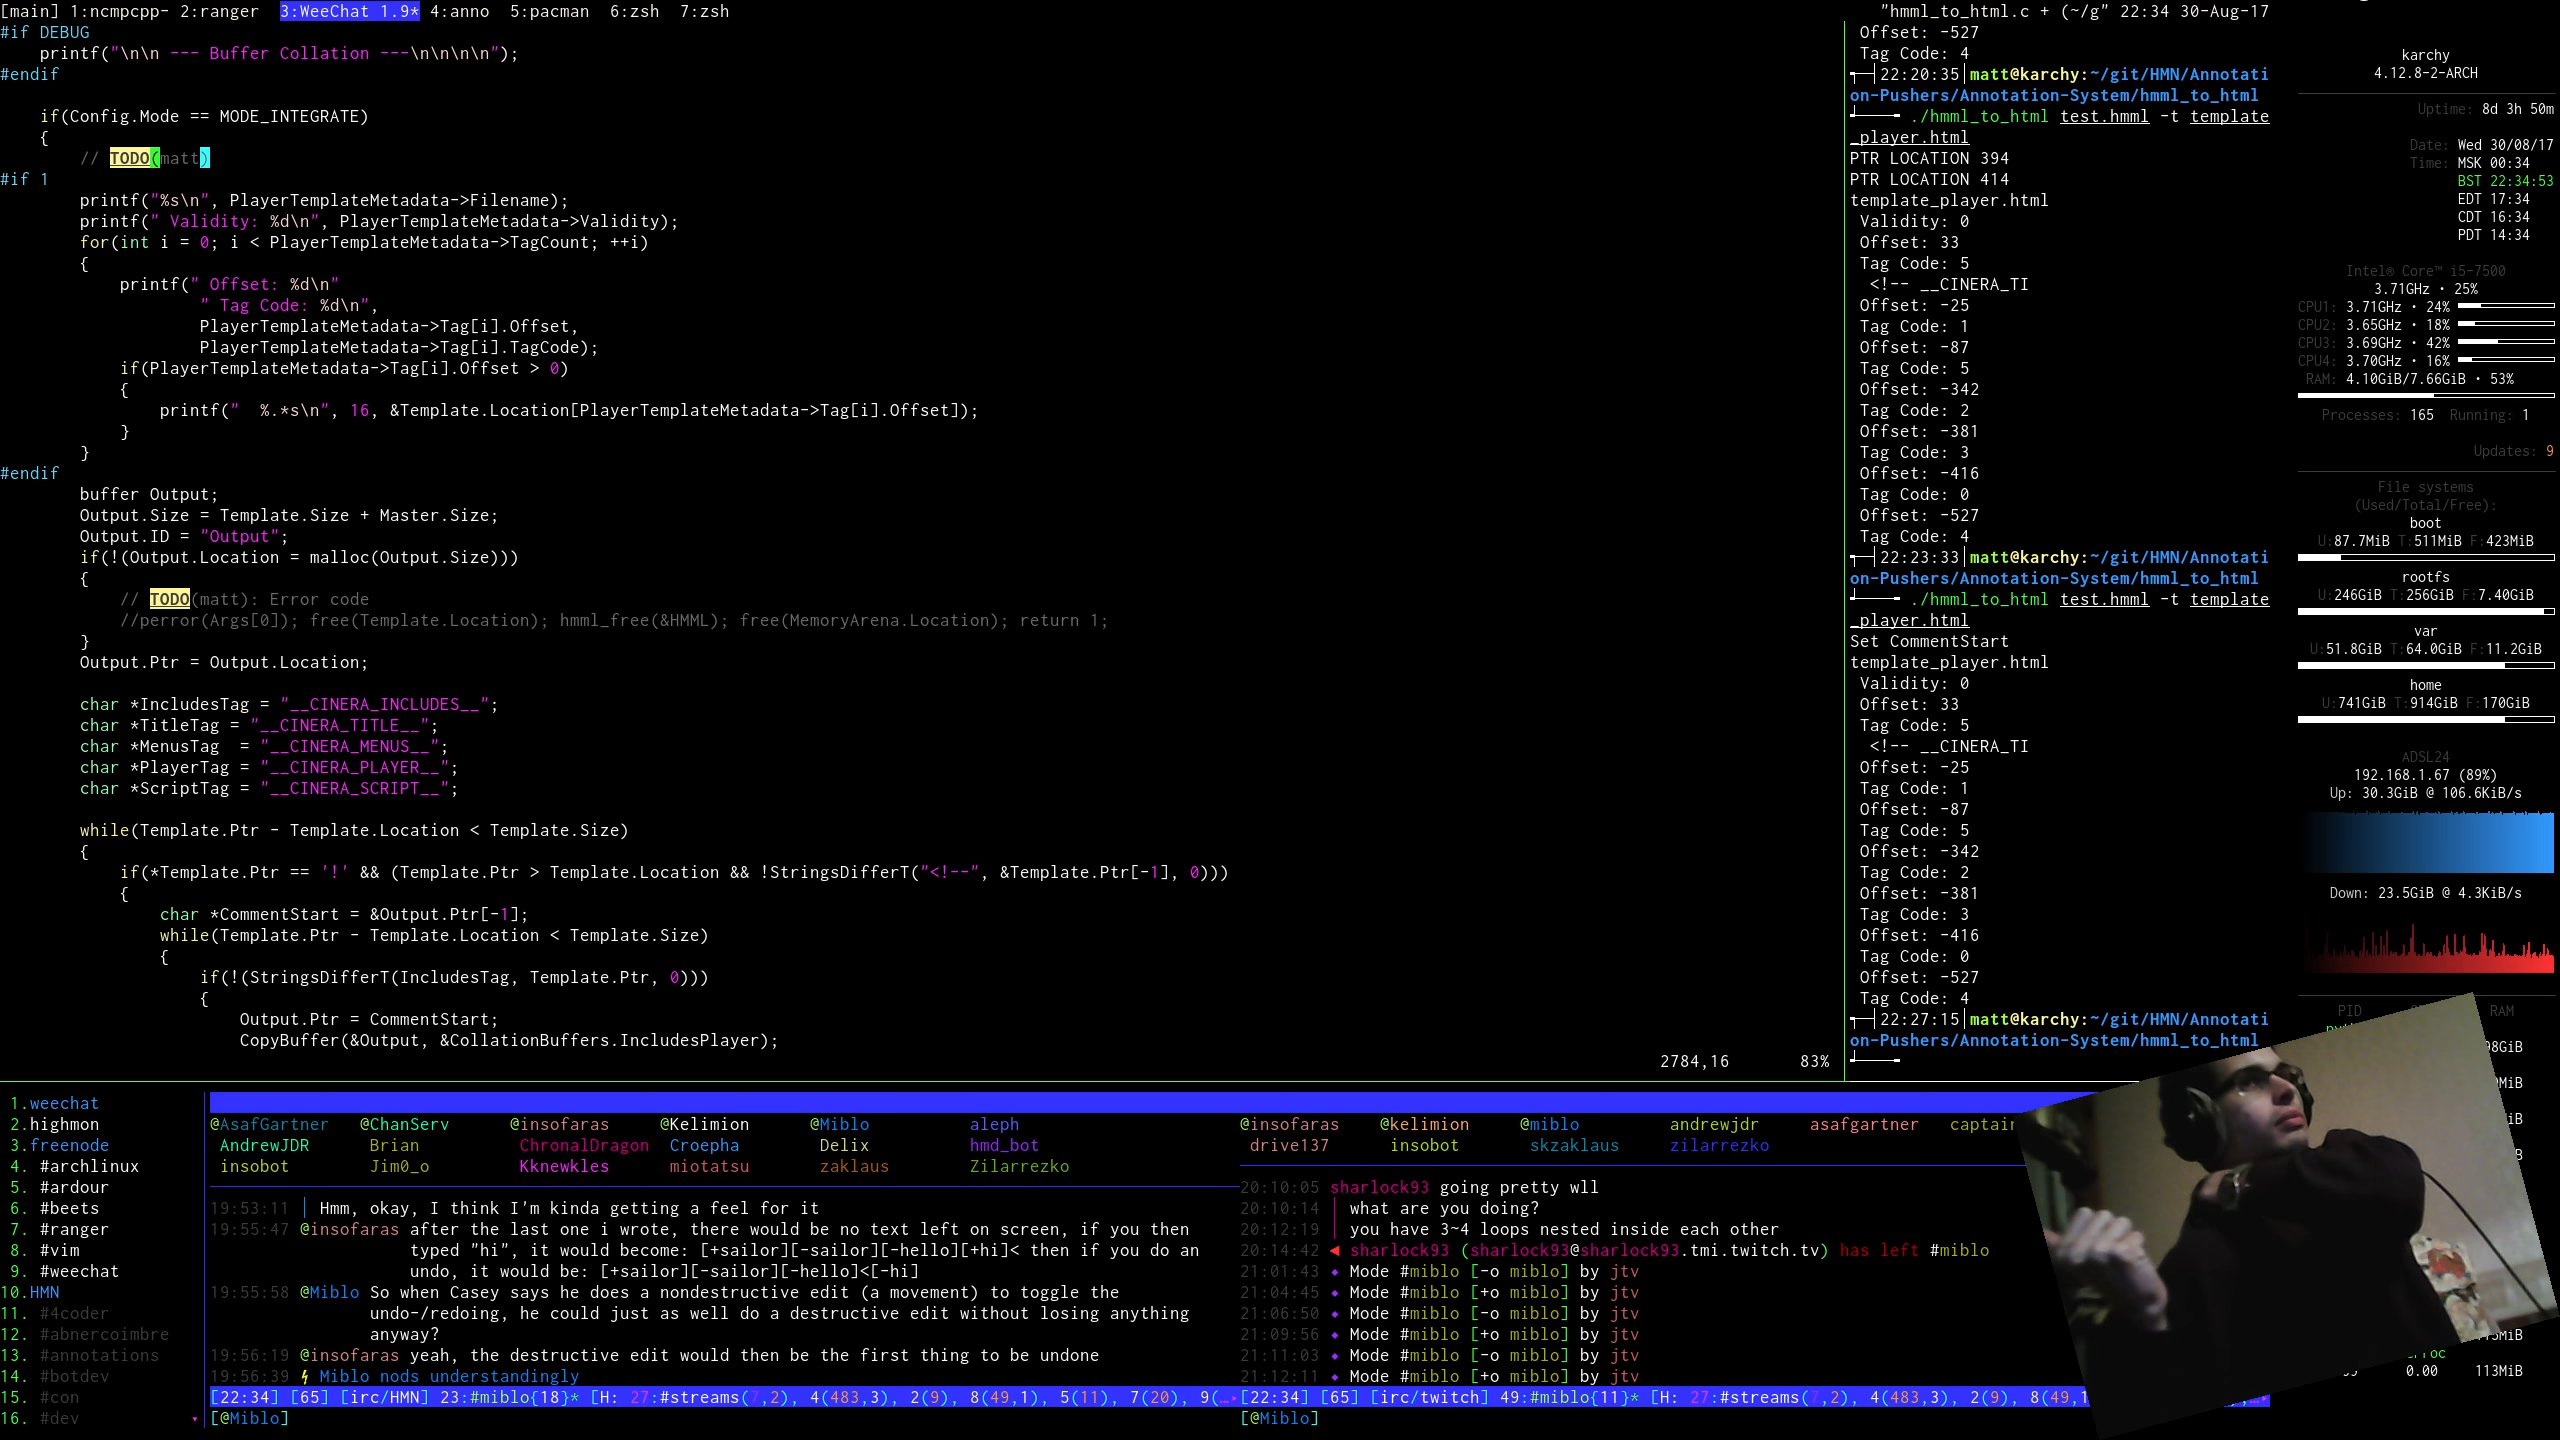 [main] 1:ncmpcpp- 2:ranger  3:WeeChat 1.9* 4:anno  5:pacman  6:zsh  7:zsh
"hmml_to_html.c + (~/g" 22:34 30-Aug-17
#if DEBUG
    printf("\n\n --- Buffer Collation ---\n\n\n\n");
#endif
    if(Config.Mode == MODE_INTEGRATE)
    {
        // TODO(matt)
#if 1
        printf("%s\n", PlayerTemplateMetadata->Filename);
        printf(" Validity: %d\n", PlayerTemplateMetadata->Validity);
        for(int i = 0; i < PlayerTemplateMetadata->TagCount; ++i)
        {
            printf(" Offset: %d\n"
                    " Tag Code: %d\n",
                    PlayerTemplateMetadata->Tag[i].Offset,
                    PlayerTemplateMetadata->Tag[i].TagCode);
            if(PlayerTemplateMetadata->Tag[i].Offset > 0)
            {
                printf("  %.*s\n", 16, &Template.Location[PlayerTemplateMetadata->Tag[i].Offset]);
            }
        }
#endif
        buffer Output;
        Output.Size = Template.Size + Master.Size;
        Output.ID = "Output";
        if(!(Output.Location = malloc(Output.Size)))
        {
            // TODO(matt): Error code
            //perror(Args[0]); free(Template.Location); hmml_free(&HMML); free(MemoryArena.Location); return 1;
        }
        Output.Ptr = Output.Location;
        char *IncludesTag = "__CINERA_INCLUDES__";
        char *TitleTag = "__CINERA_TITLE__";
        char *MenusTag  = "__CINERA_MENUS__";
        char *PlayerTag = "__CINERA_PLAYER__";
        char *ScriptTag = "__CINERA_SCRIPT__";
        while(Template.Ptr - Template.Location < Template.Size)
        {
            if(*Template.Ptr == '!' && (Template.Ptr > Template.Location && !StringsDifferT("<!--", &Template.Ptr[-1], 0)))
            {
                char *CommentStart = &Output.Ptr[-1];
                while(Template.Ptr - Template.Location < Template.Size)
                {
                    if(!(StringsDifferT(IncludesTag, Template.Ptr, 0)))
                    {
                        Output.Ptr = CommentStart;
                        CopyBuffer(&Output, &CollationBuffers.IncludesPlayer);
2784,16       83%
Offset: -527
Tag Code: 4
22:20:35 matt@karchy:~/git/HMN/Annotati
on-Pushers/Annotation-System/hmml_to_html
./hmml_to_html test.hmml -t template
_player.html
PTR LOCATION 394
PTR LOCATION 414
template_player.html
Validity: 0
Offset: 33
Tag Code: 5
<!-- __CINERA_TI
Offset: -25
Tag Code: 1
Offset: -87
Tag Code: 5
Offset: -342
Tag Code: 2
Offset: -381
Tag Code: 3
Offset: -416
Tag Code: 0
Offset: -527
Tag Code: 4
22:23:33 matt@karchy:~/git/HMN/Annotati
on-Pushers/Annotation-System/hmml_to_html
./hmml_to_html test.hmml -t template
_player.html
Set CommentStart
template_player.html
Validity: 0
Offset: 33
Tag Code: 5
<!-- __CINERA_TI
Offset: -25
Tag Code: 1
Offset: -87
Tag Code: 5
Offset: -342
Tag Code: 2
Offset: -381
Tag Code: 3
Offset: -416
Tag Code: 0
Offset: -527
Tag Code: 4
22:27:15 matt@karchy:~/git/HMN/Annotati
on-Pushers/Annotation-System/hmml_to_html
karchy
4.12.8-2-ARCH
Uptime: 8d 3h 50m
Date: Wed 30/08/17
Time: MSK 00:34
BST 22:34:53
EDT 17:34
CDT 16:34
PDT 14:34
Intel® Core™ i5-7500
3.71GHz • 25%
CPU1: 3.71GHz • 24%
CPU2: 3.65GHz • 18%
CPU3: 3.69GHz • 42%
CPU4: 3.70GHz • 16%
RAM: 4.10GiB/7.66GiB • 53%
Processes: 165  Running: 1
Updates: 9
File systems
(Used/Total/Free):
boot
U:87.7MiB T:511MiB F:423MiB
rootfs
U:246GiB T:256GiB F:7.40GiB
var
U:51.8GiB T:64.0GiB F:11.2GiB
home
U:741GiB T:914GiB F:170GiB
ADSL24
192.168.1.67 (89%)
Up: 30.3GiB @ 106.6KiB/s
Down: 23.5GiB @ 4.3KiB/s
PID RAM
0.00 113MiB
1.weechat
2.highmon
3.freenode
4. #archlinux
5. #ardour
6. #beets
7. #ranger
8. #vim
9. #weechat
10.HMN
11. #4coder
12. #abnercoimbre
13. #annotations
14. #botdev
15. #con
16. #dev
@AsafGartner @ChanServ @insofaras @Kelimion @Miblo aleph
AndrewJDR Brian ChronalDragon Croepha Delix hmd_bot
insobot Jim0_o Kknewkles miotatsu zaklaus Zilarrezko
19:53:11 Hmm, okay, I think I'm kinda getting a feel for it
19:55:47 @insofaras after the last one i wrote, there would be no text left on screen, if you then
typed "hi", it would become: [+sailor][-sailor][-hello][+hi]< then if you do an
undo, it would be: [+sailor][-sailor][-hello]<[-hi]
19:55:58 @Miblo So when Casey says he does a nondestructive edit (a movement) to toggle the
undo-/redoing, he could just as well do a destructive edit without losing anything
anyway?
19:56:19 @insofaras yeah, the destructive edit would then be the first thing to be undone
19:56:39 Miblo nods understandingly
[22:34] [65] [irc/HMN] 23:#miblo{18}* [H: 27:#streams(7,2), 4(483,3), 2(9), 8(49,1), 5(11), 7(20), 9(…
[@Miblo]
@insofaras @kelimion @miblo andrewjdr asafgartner captain
drive137 insobot skzaklaus zilarrezko
20:10:05 sharlock93 going pretty wll
20:10:14 what are you doing?
20:12:19 you have 3~4 loops nested inside each other
20:14:42 sharlock93 (sharlock93@sharlock93.tmi.twitch.tv) has left #miblo
21:01:43 Mode #miblo [-o miblo] by jtv
21:04:45 Mode #miblo [+o miblo] by jtv
21:06:50 Mode #miblo [-o miblo] by jtv
21:09:56 Mode #miblo [+o miblo] by jtv
21:11:03 Mode #miblo [-o miblo] by jtv
21:12:11 Mode #miblo [+o miblo] by jtv
[22:34] [65] [irc/twitch] 49:#miblo{11}* [H: 27:#streams(7,2), 4(483,3), 2(9), 8(49,1
[@Miblo]